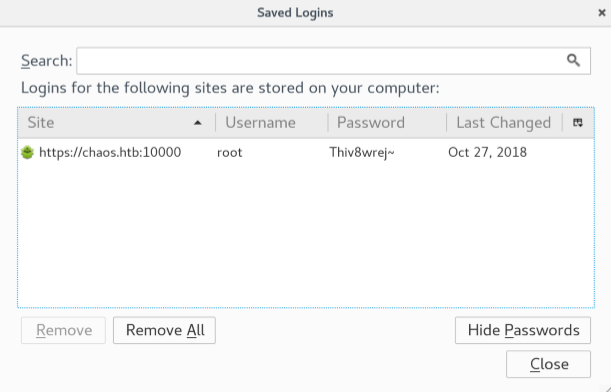 Saved Logins
Search:
Logins for the following sites are stored on your computer:
Site Username Password Last Changed
https://chaos.htb:10000 root Thiv8wrej~ Oct 27, 2018
Remove Remove All Hide Passwords
Close